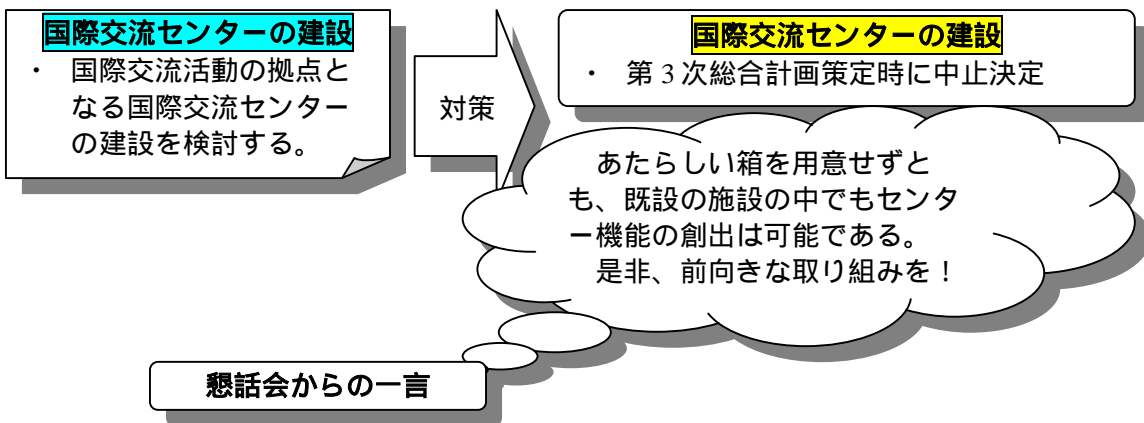 国際交流センターの建設
・ 国際交流活動の拠点と
なる国際交流センター
の建設を検討する。
対策
国際交流センターの建設
・ 第3次総合計画策定時に中止決定
あたらしい箱を用意せずと
も、既設の施設の中でもセンタ
ー機能の創出は可能である。
是非、前向きな取り組みを！
懇話会からの一言